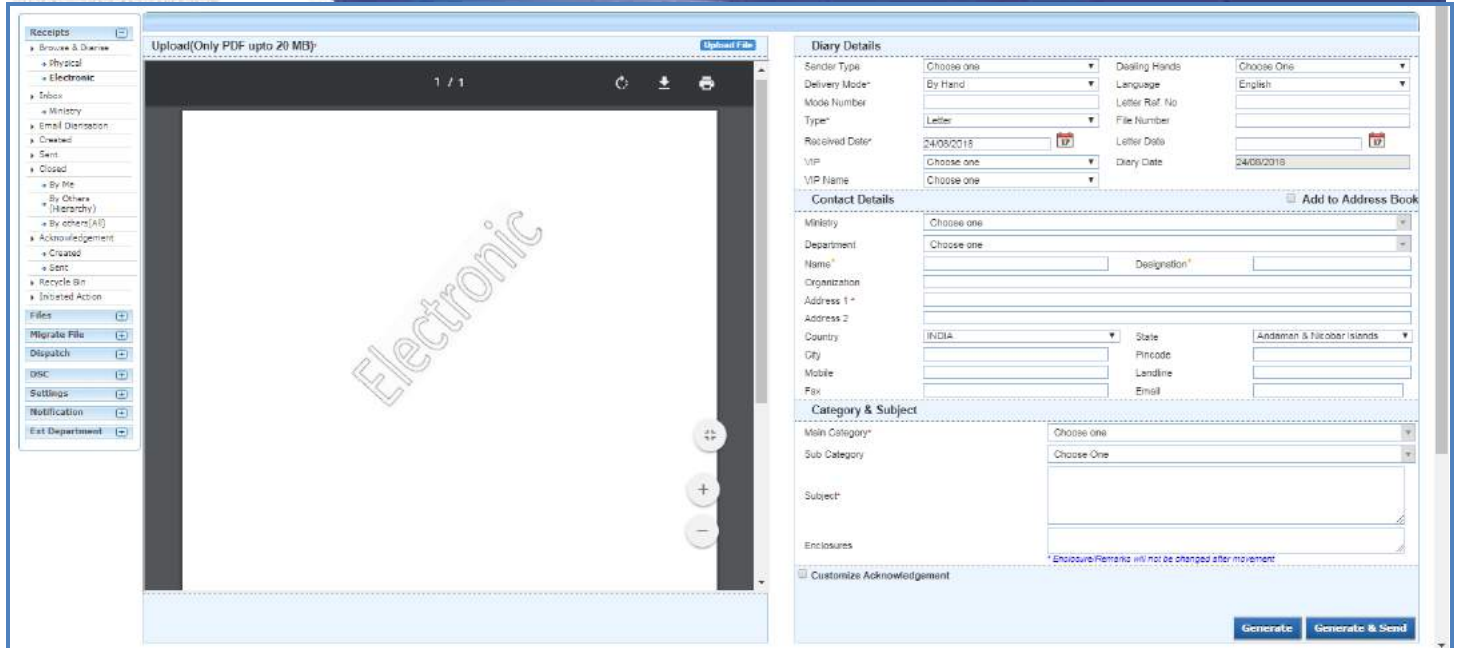 Receipts
Browse & Diarise
Physical
Electronic
Inbox
Ministry
Email Diarisation
Created
Sent
Closed
By Me
By Others
(Hierarchy)
By others[All]
Acknowledgement
Created
Sent
Recycle Bin
Initiated Action
Files
Migrate File
Dispatch
DSC
Settings
Notification
Ext Department
Upload(Only PDF upto 20 MB)*
Upload File
1 / 1
Electronic
Diary Details
Sender Type Choose one Dealing Hands Choose One
Delivery Mode* By Hand Language English
Mode Number Letter Ref. No
Type* Letter File Number
Received Date* 24/08/2018 17 Letter Date 17
VIP Choose one Diary Date 24/08/2018
VIP Name Choose one
Contact Details Add to Address Book
Ministry Choose one
Department Choose one
Name* Designation*
Organization
Address 1 *
Address 2
Country INDIA State Andaman & Nicobar Islands
City Pincode
Mobile Landline
Fax Email
Category & Subject
Main Category* Choose one
Sub Category Choose One
Subject*
Enclosures
* Enclosure/Remarks will not be changed after movement
Customize Acknowledgement
Generate Generate & Send